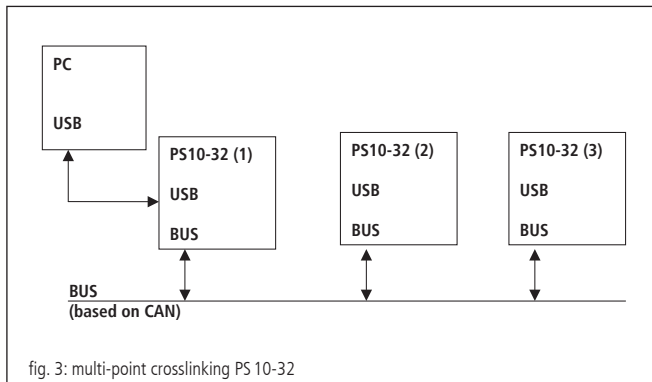 PC
USB
PS10-32 (1)
USB
BUS
PS10-32 (2)
USB
BUS
PS10-32 (3)
USB
BUS
BUS
(based on CAN)
fig. 3: multi-point crosslinking PS 10-32